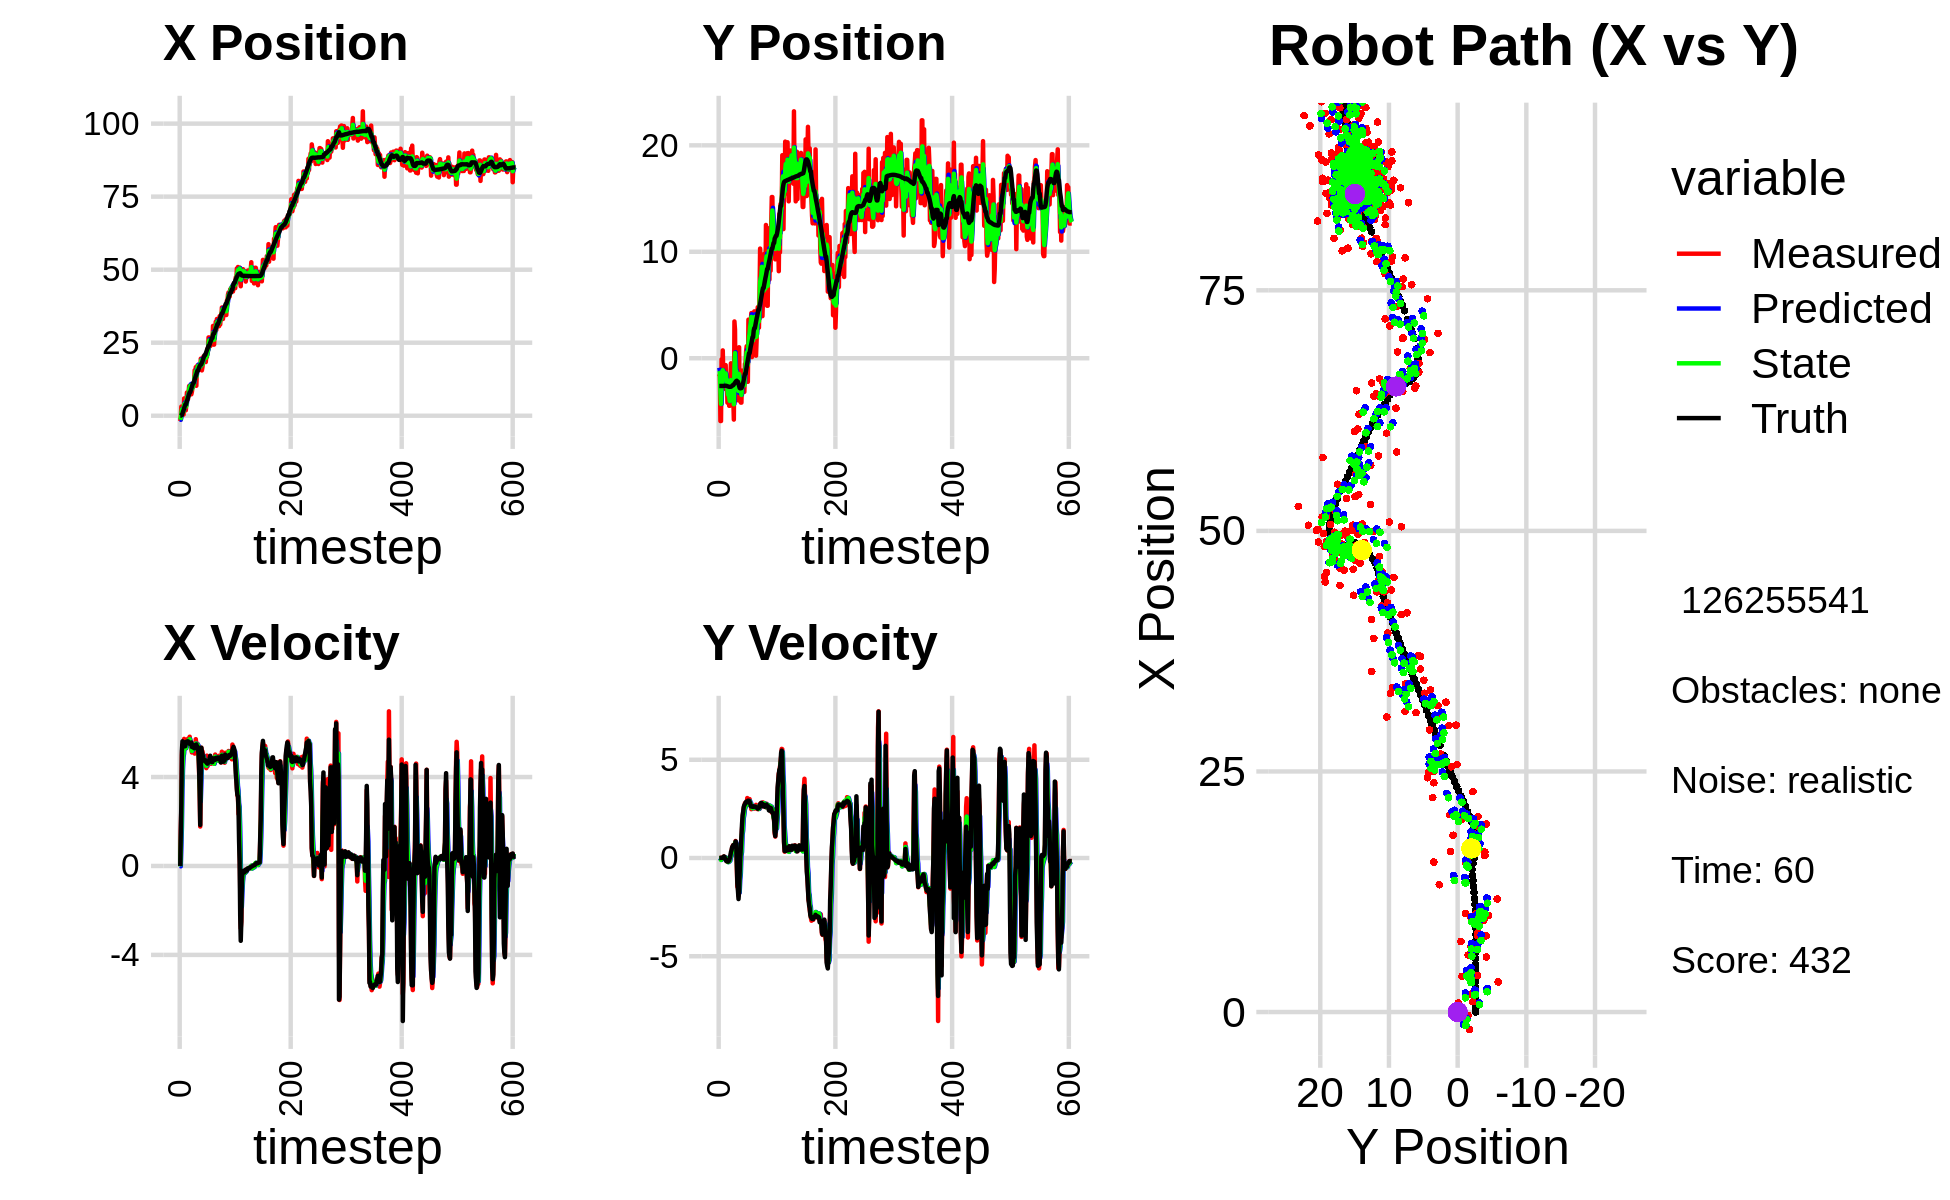 X Position
100
75
50
25
0
0
200
400
600
timestep
Y Position
20
10
0
0
200
400
600
timestep
X Velocity
4
0
-4
0
200
400
600
timestep
Y Velocity
5
0
-5
0
200
400
600
timestep
Robot Path (X vs Y)
X Position
75
50
25
0
20 10 0 -10 -20
Y Position
variable
Measured
Predicted
State
Truth
126255541
Obstacles: none
Noise: realistic
Time: 60
Score: 432